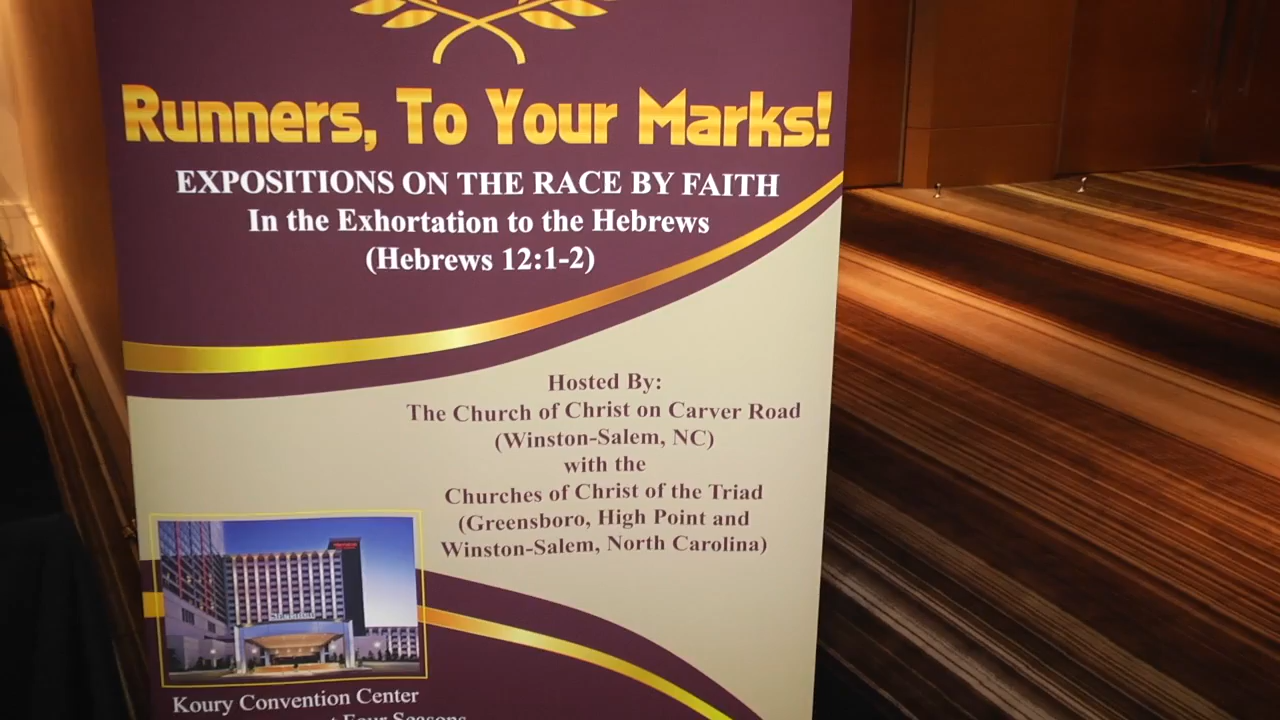 Runners, To Your Marks!
EXPOSITIONS ON THE RACE BY FAITH
In the Exhortation to the Hebrews
(Hebrews 12:1-2)
Hosted By:
The Church of Christ on Carver Road
(Winston-Salem, NC)
with the
Churches of Christ of the Triad
(Greensboro, High Point and
Winston-Salem, North Carolina)
Koury Convention Center
Four Seasons